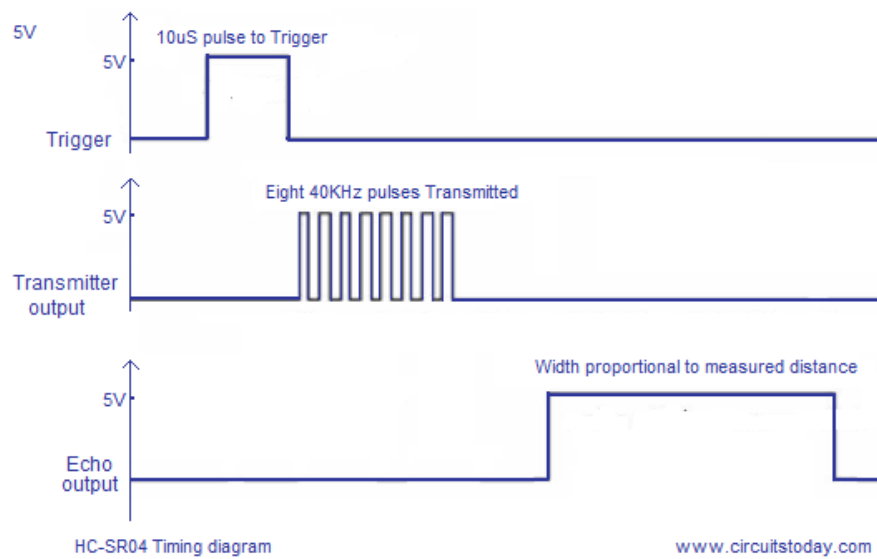 5V
10uS pulse to Trigger
5V
Trigger
Eight 40KHz pulses Transmitted
5V
Transmitter
output
Width proportional to measured distance
5V
Echo
output
HC-SR04 Timing diagram
www.circuitstoday.com